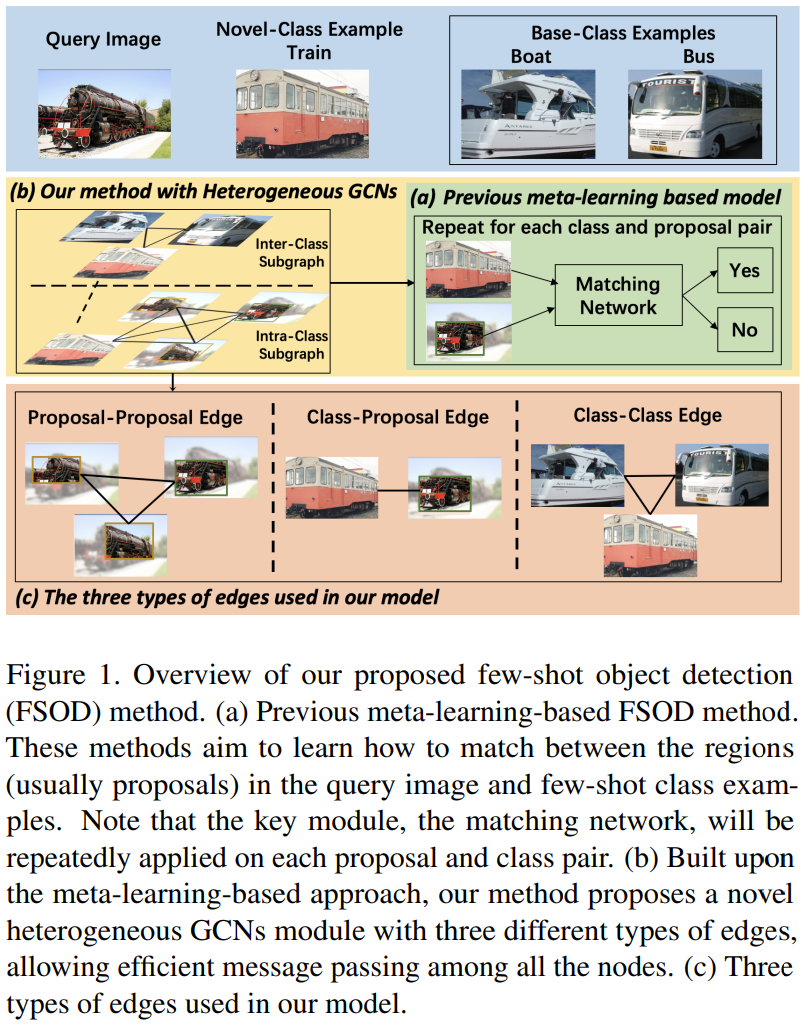 Query Image
Novel-Class Example
Train
Base-Class Examples
Boat
Bus
ANTARES
TOURIST
(b) Our method with Heterogeneous GCNs
Inter-Class
Subgraph
Intra-Class
Subgraph
(a) Previous meta-learning based model
Repeat for each class and proposal pair
Matching
Network
Yes
No
Proposal-Proposal Edge
Class-Proposal Edge
Class-Class Edge
TOURIST
(c) The three types of edges used in our model
Figure 1. Overview of our proposed few-shot object detection
(FSOD) method. (a) Previous meta-learning-based FSOD method.
These methods aim to learn how to match between the regions
(usually proposals) in the query image and few-shot class exam-
ples. Note that the key module, the matching network, will be
repeatedly applied on each proposal and class pair. (b) Built upon
the meta-learning-based approach, our method proposes a novel
heterogeneous GCNs module with three different types of edges,
allowing efficient message passing among all the nodes. (c) Three
types of edges used in our model.